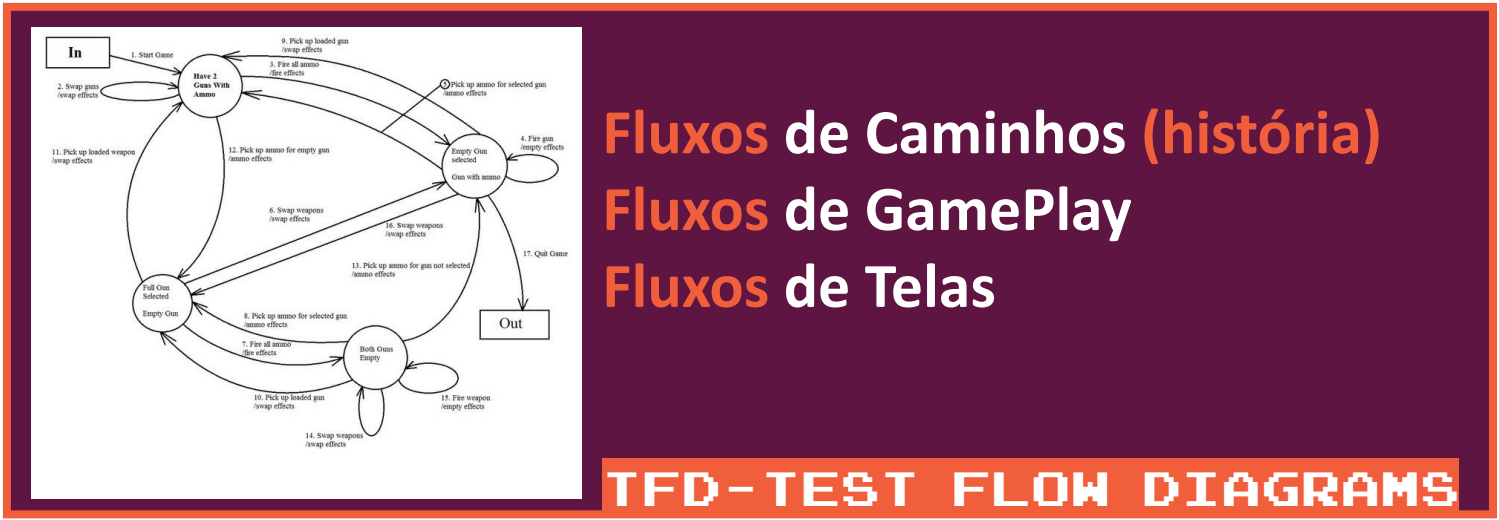 In
1. Start Game
9. Pick up loaded gun
/swap effects
3. Fire all ammo
/fire effects
Have 2
Guns With
Ammo
2. Swap guns
/swap effects
5 Pick up ammo for selected gun
/ammo effects
4. Fire gun
/empty effects
11. Pick up loaded weapon
/swap effects
12. Pick up ammo for empty gun
/ammo effects
Empty Gun
selected
Gun with ammo
6. Swap weapons
/swap effects
16. Swap weapons
/swap effects
17. Quit Game
13. Pick up ammo for gun not selected
/ammo effects
Full Gun
Selected
Empty Gun
8. Pick up ammo for selected gun
/ammo effects
Out
7. Fire all ammo
/fire effects
Both Guns
Empty
10. Pick up loaded gun
/swap effects
15. Fire weapon
/empty effects
14. Swap weapons
/swap effects
Fluxos de Caminhos (história)
Fluxos de GamePlay
Fluxos de Telas
TFD-TEST FLOW DIAGRAMS